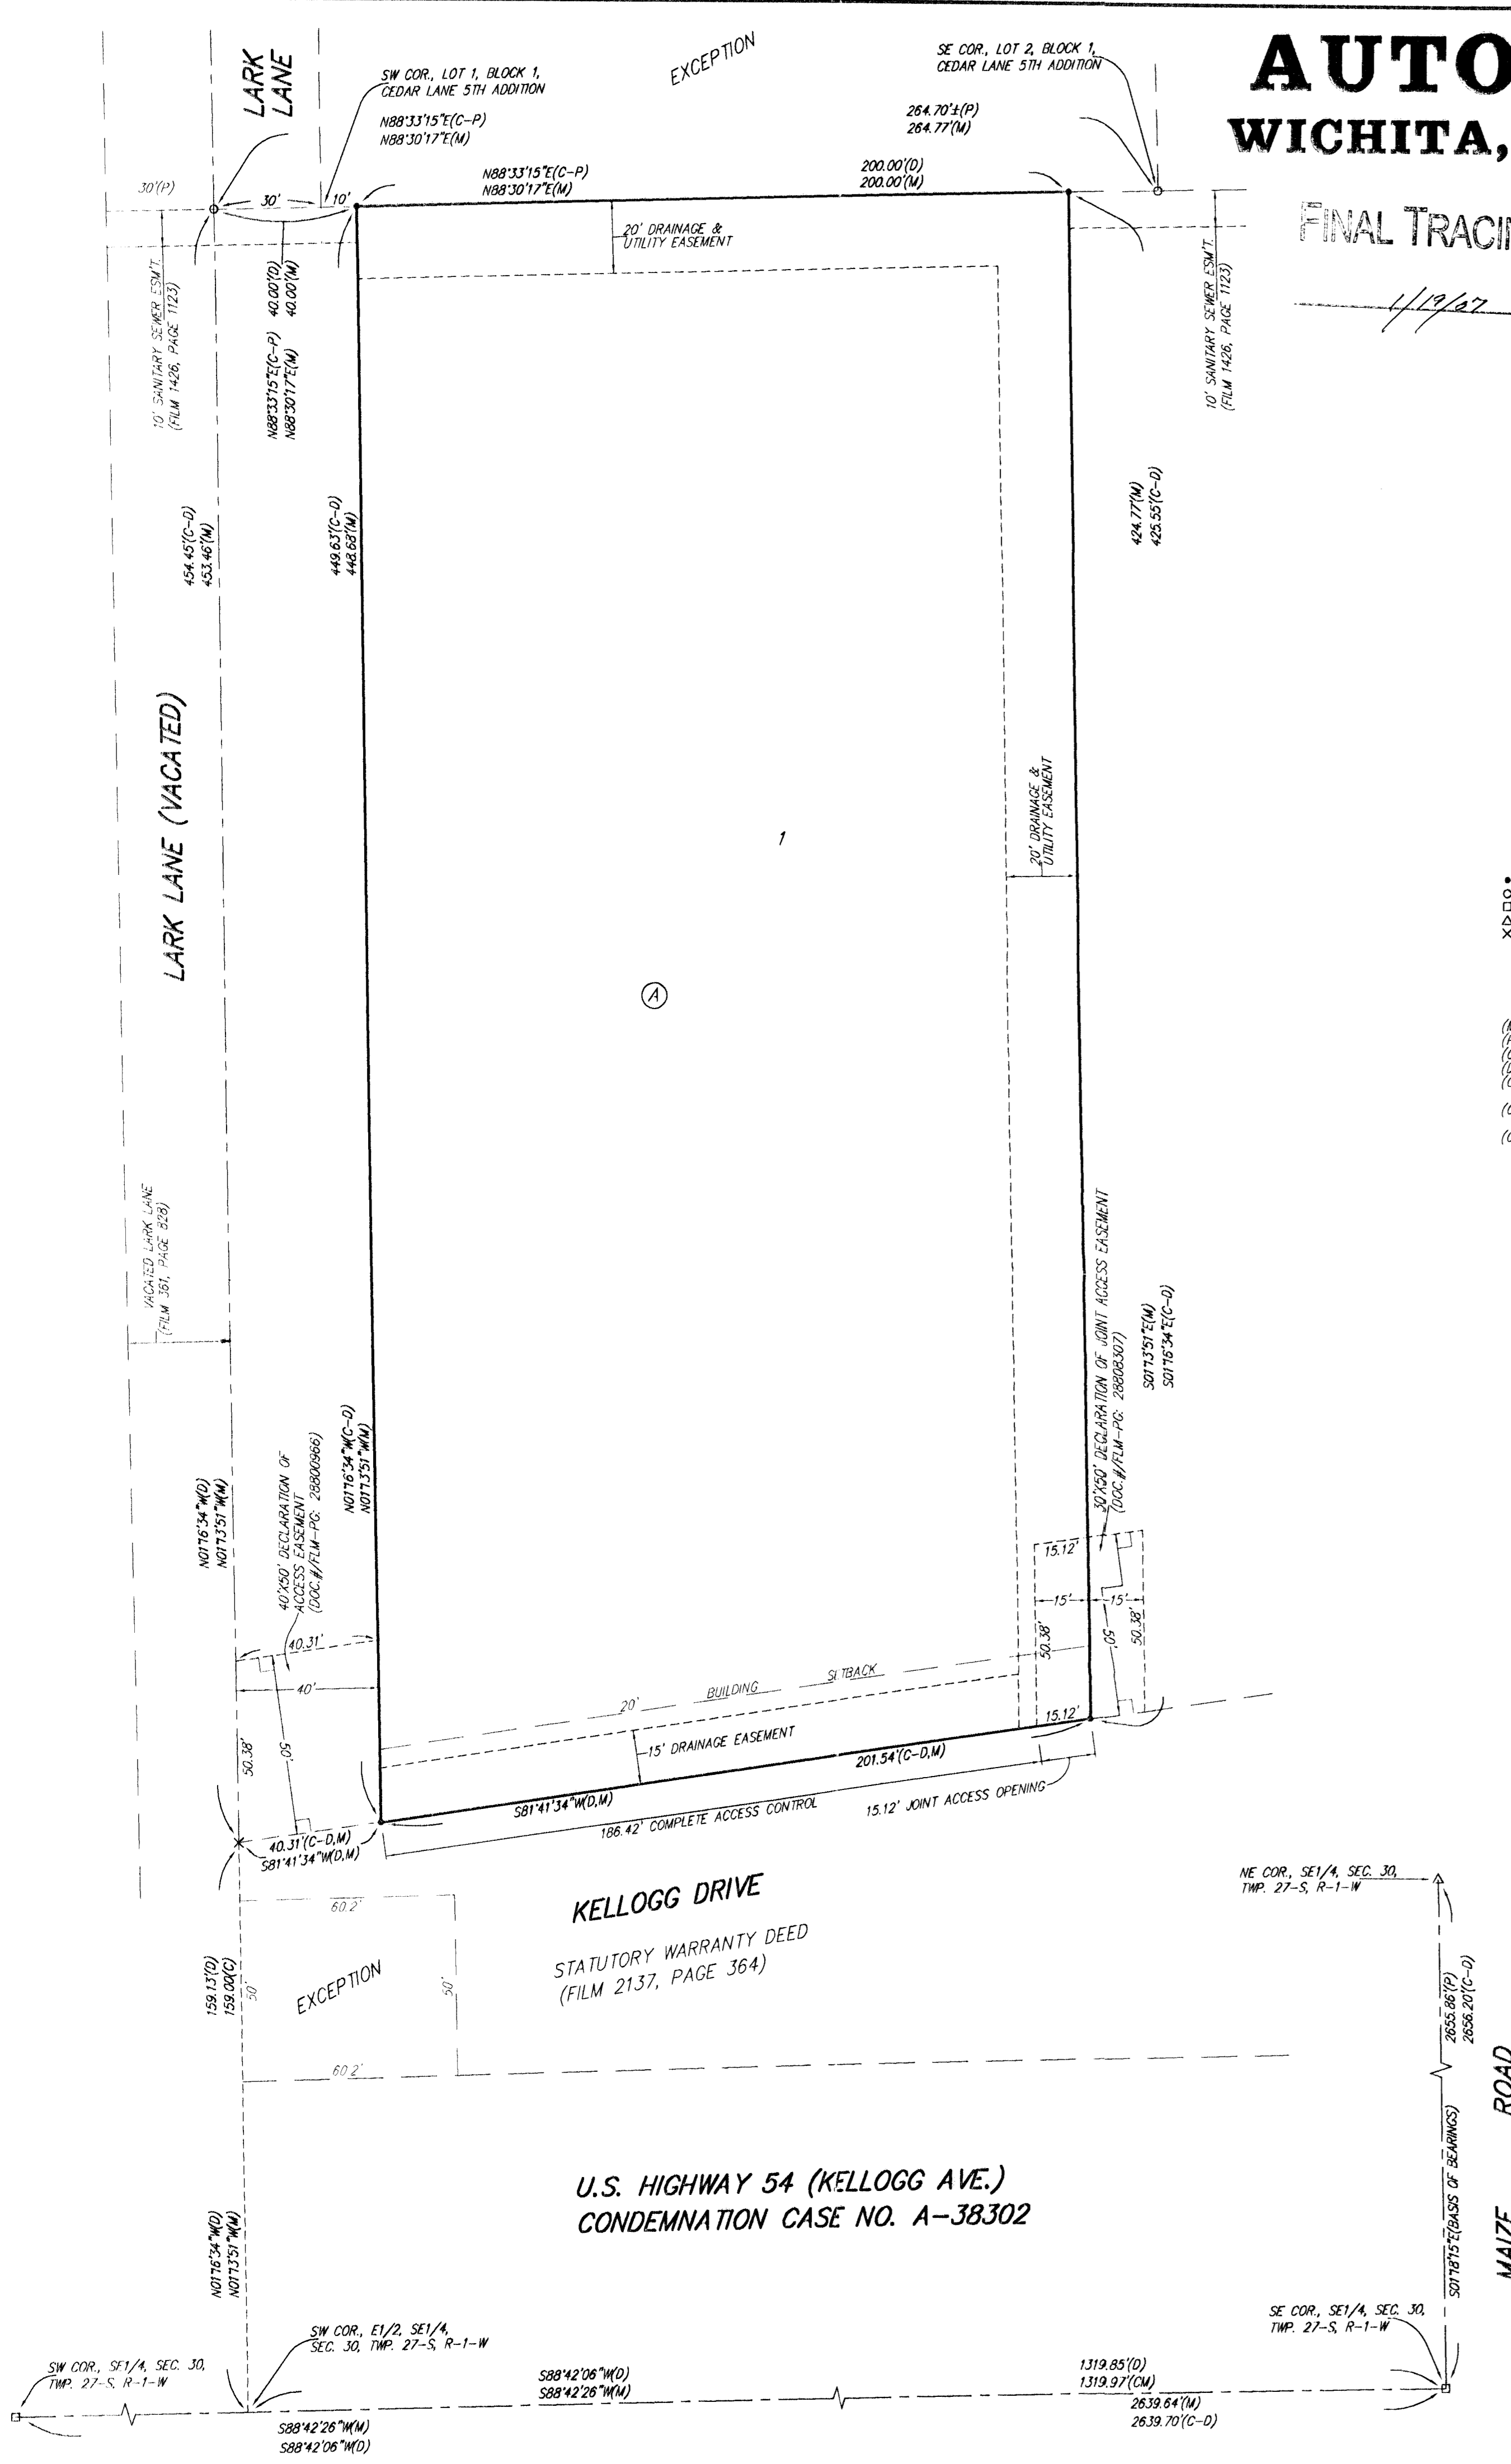 AUTO
WICHITA,
FINAL TRACIN
1/19/07
LARK
LANE
SW COR., LOT 1, BLOCK 1,
CEDAR LANE 5TH ADDITION
N88°33'15"E(C-P)
N88°30'17"E(M)
EXCEPTION
SE COR., LOT 2, BLOCK 1,
CEDAR LANE 5TH ADDITION
264.70'±(P)
264.77'(M)
30'(P)
30'
10'
N88°33'15"E(C-P)
N88°30'17"E(M)
200.00'(D)
200.00'(M)
20' DRAINAGE &
UTILITY EASEMENT
10' SANITARY SEWER ESM'T.
(FILM 1426, PAGE 1123)
N88°33'15"E(C-P) 40.00'(D)
N88°30'17"E(M) 40.00'(M)
10' SANITARY SEWER ESM'T.
(FILM 1426, PAGE 1123)
454.45'(C-D)
453.46'(M)
449.63'(C-D)
448.68'(M)
424.77'(M)
425.55'(C-D)
LARK LANE (VACATED)
1
20' DRAINAGE &
UTILITY EASEMENT
A
VACATED LARK LANE
(FILM 361, PAGE 828)
30'X50' DECLARATION OF JOINT ACCESS EASEMENT
(DOC.#/FLM-PG: 28808307)
S01°13'51"E(M)
S01°16'34"E(C-D)
N01°16'34"W(D)
N01°13'51"W(M)
40'X50' DECLARATION OF
ACCESS EASEMENT
(DOC.#/FLM-PG: 28800966)
N01°16'34"W(C-D)
N01°13'51"W(M)
15.12'
15'
15'
50.38'
50'
50.38'
40.31'
40'
20' BUILDING SETBACK
15.12'
50.38'
50'
15' DRAINAGE EASEMENT
201.54'(C-D,M)
S81°41'34"W(D,M)
186.42' COMPLETE ACCESS CONTROL
15.12' JOINT ACCESS OPENING
40.31'(C-D,M)
S81°41'34"W(D,M)
60.2'
KELLOGG DRIVE
STATUTORY WARRANTY DEED
(FILM 2137, PAGE 364)
NE COR., SE1/4, SEC. 30,
TWP. 27-S, R-1-W
159.13'(D)
159.00'(C)
50'
EXCEPTION
50'
60.2'
2655.86'(P)
2656.20'(C-D)
U.S. HIGHWAY 54 (KELLOGG AVE.)
CONDEMNATION CASE NO. A-38302
S01°18'15"E(BASIS OF BEARINGS)
MAIZE ROAD
N01°16'34"W(D)
N01°13'51"W(M)
SW COR., E1/2, SE1/4,
SEC. 30, TWP. 27-S, R-1-W
SE COR., SE1/4, SEC. 30,
TWP. 27-S, R-1-W
SW COR., SE1/4, SEC. 30,
TWP. 27-S, R-1-W
S88°42'06"W(D)
S88°42'26"W(M)
1319.85'(D)
1319.97'(CM)
2639.64'(M)
2639.70'(C-D)
S88°42'26"W(M)
S88°42'06"W(D)